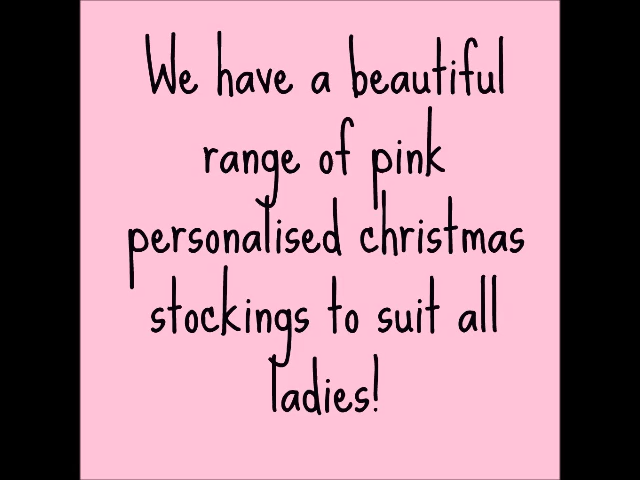 We have a beautiful
range of pink
personalised christmas
stockings to suit all
ladies!